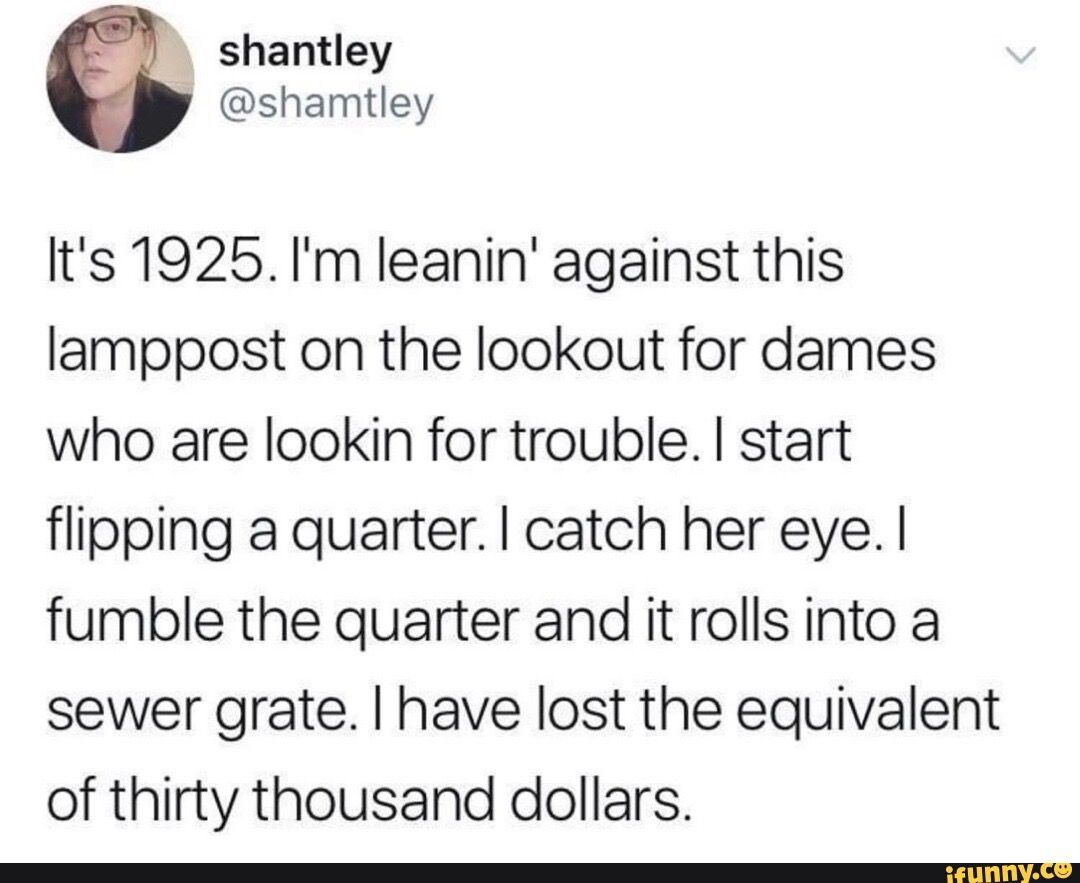 shantley
@shamtley
It's 1925. I'm leanin' against this
lamppost on the lookout for dames
who are lookin for trouble. I start
flipping a quarter. I catch her eye. I
fumble the quarter and it rolls into a
sewer grate. I have lost the equivalent
of thirty thousand dollars.
ifunny.co